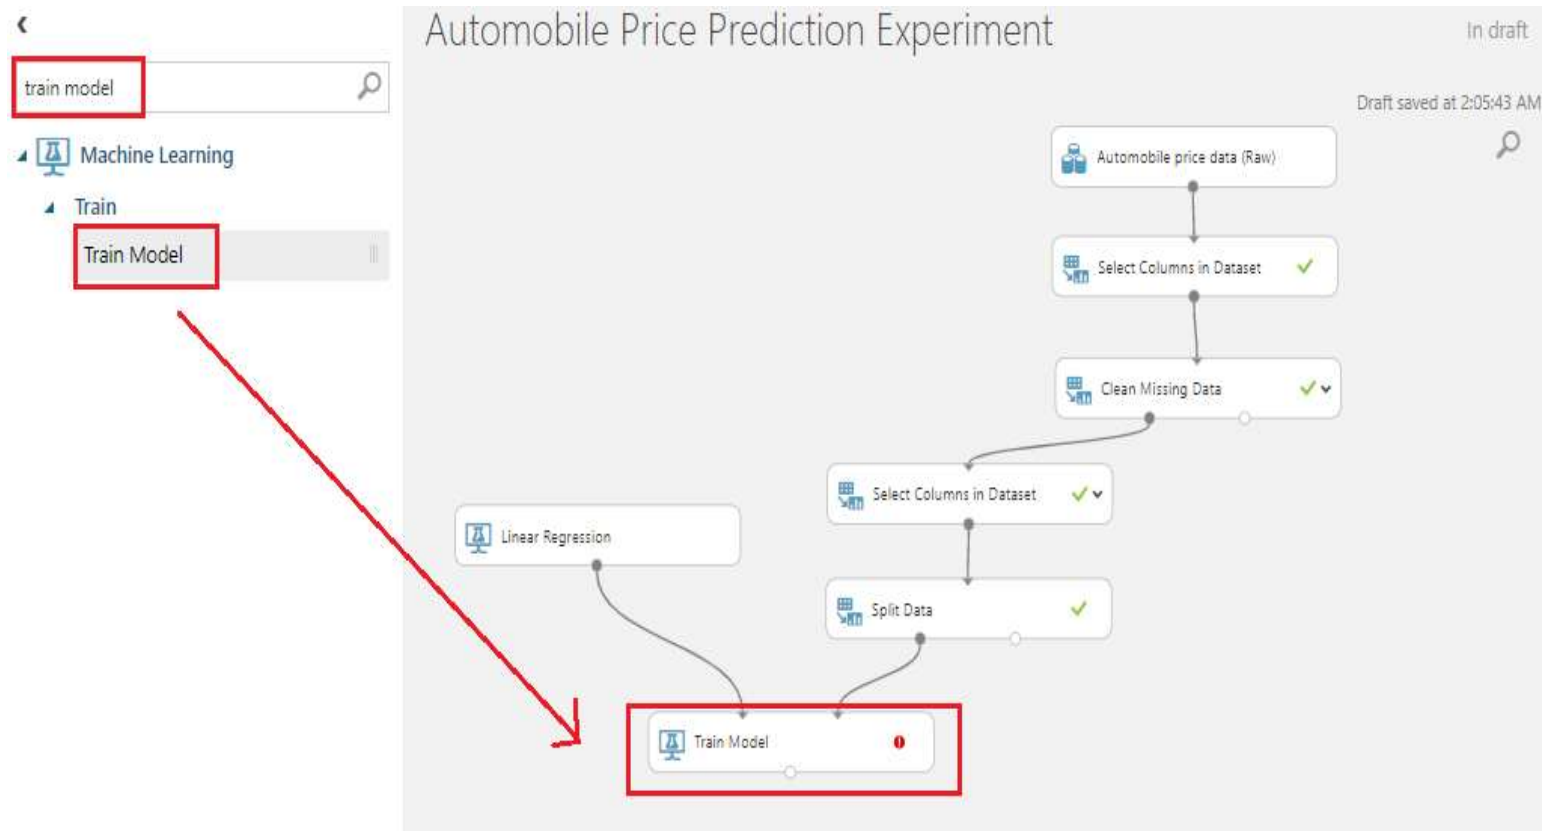 Automobile Price Prediction Experiment
In draft
train model
Draft saved at 2:05:43 AM
Machine Learning
Train
Train Model
Automobile price data (Raw)
Select Columns in Dataset
Clean Missing Data
Select Columns in Dataset
Linear Regression
Split Data
Train Model